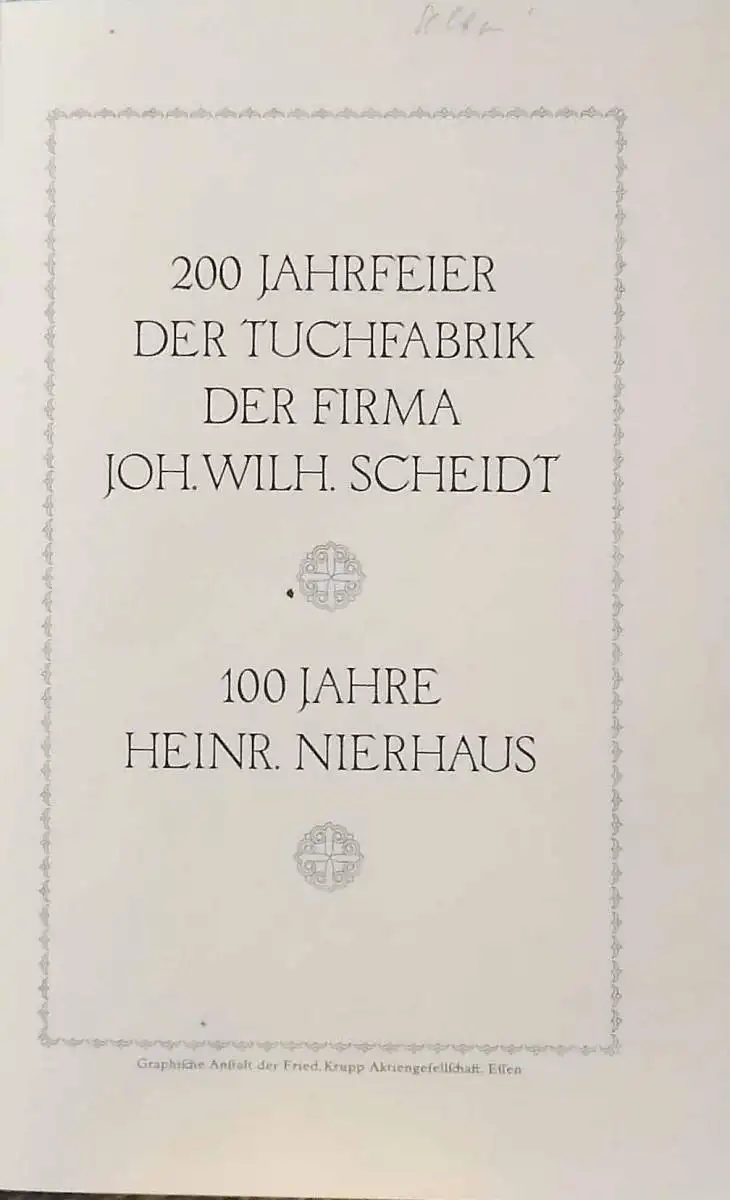 200 JAHRFEIER
DER TUCHFABRIK
DER FIRMA
JOH. WILH. SCHEIDT
100 JAHRE
HEINR. NIERHAUS
Graphiſche Anſtalt der Fried. Krupp Aktiengeſellſchaft, Eſſen